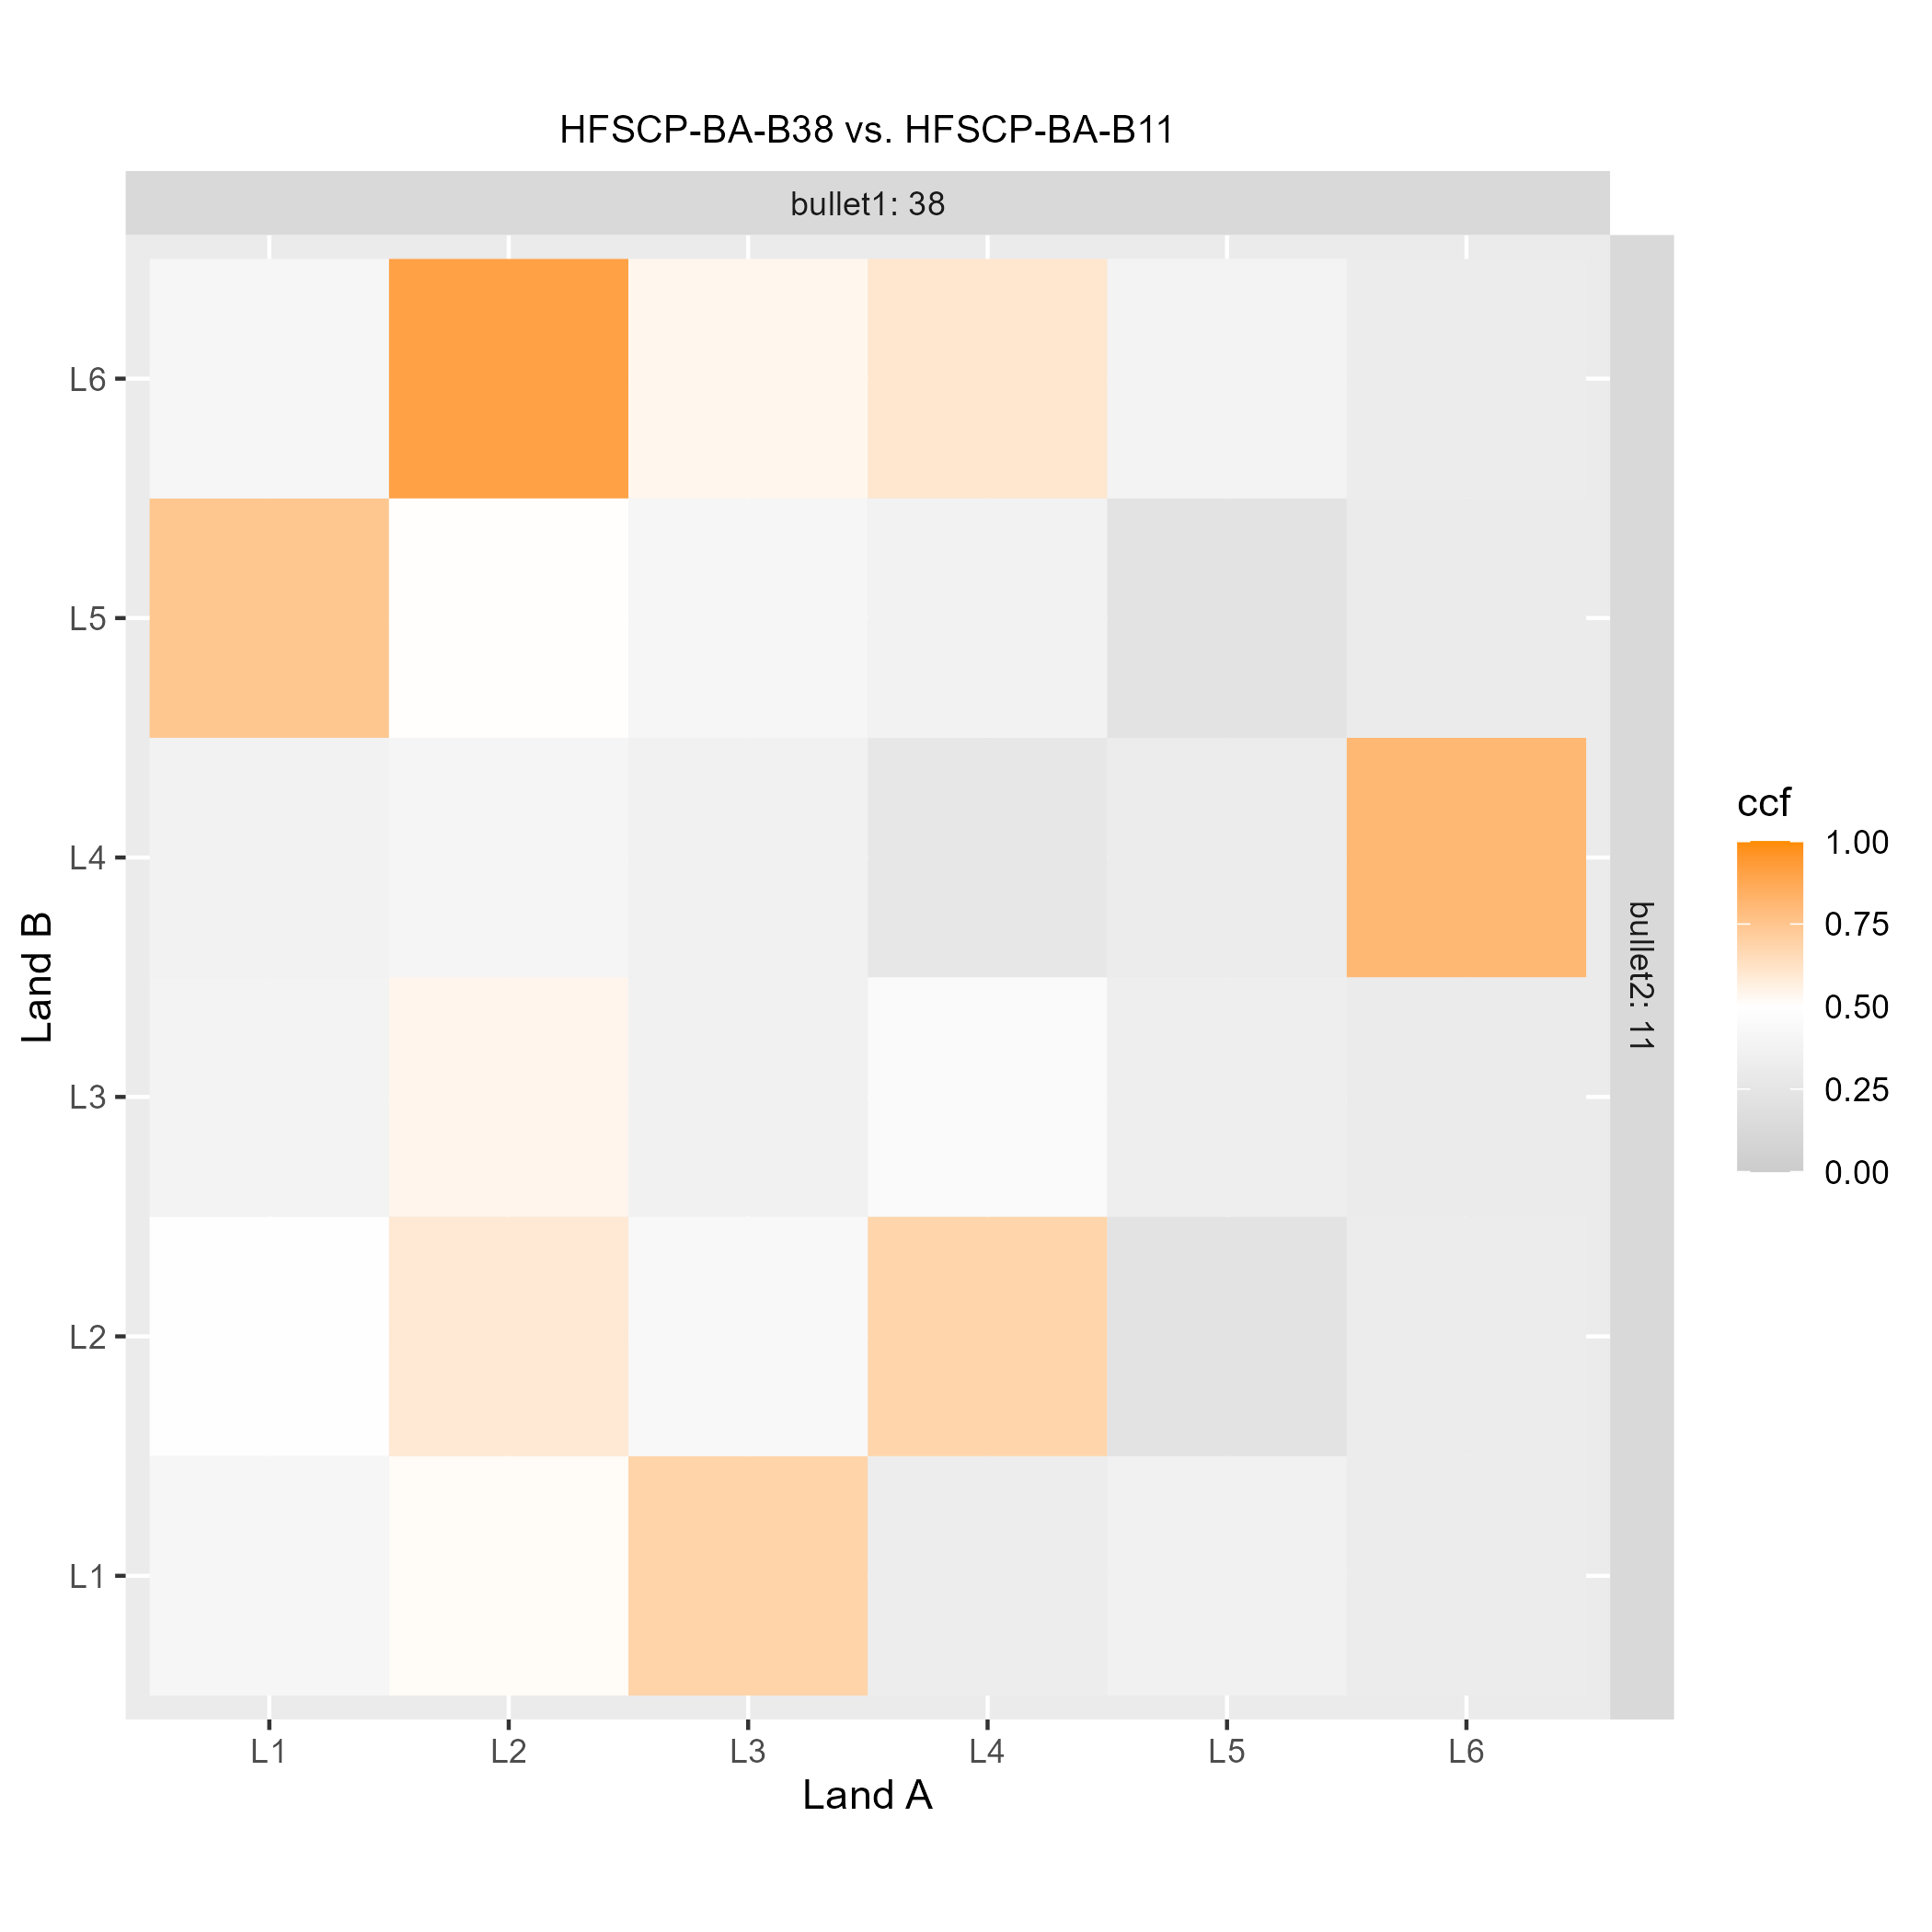 HFSCP-BA-B38 vs. HFSCP-BA-B11
bullet1: 38
bullet2: 11
Land B
L6
L5
L4
L3
L2
L1
L1 L2 L3 L4 L5 L6
Land A
ccf
1.00
0.75
0.50
0.25
0.00